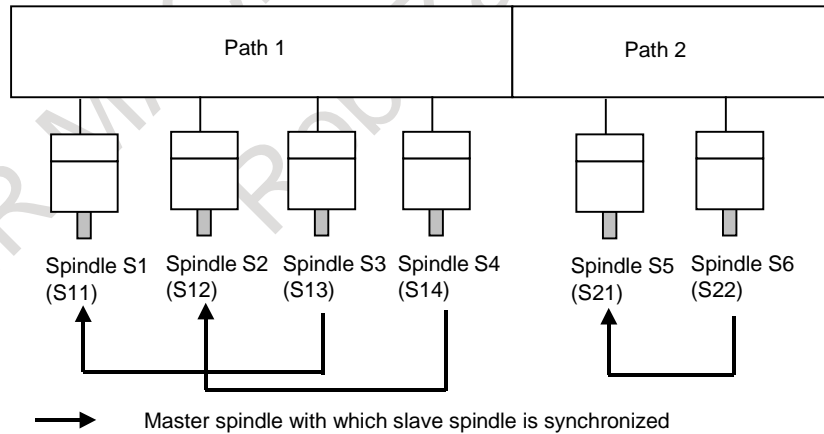 Path 1
Path 2
Spindle S1
(S11)
Spindle S2
(S12)
Spindle S3
(S13)
Spindle S4
(S14)
Spindle S5
(S21)
Spindle S6
(S22)
Master spindle with which slave spindle is synchronized